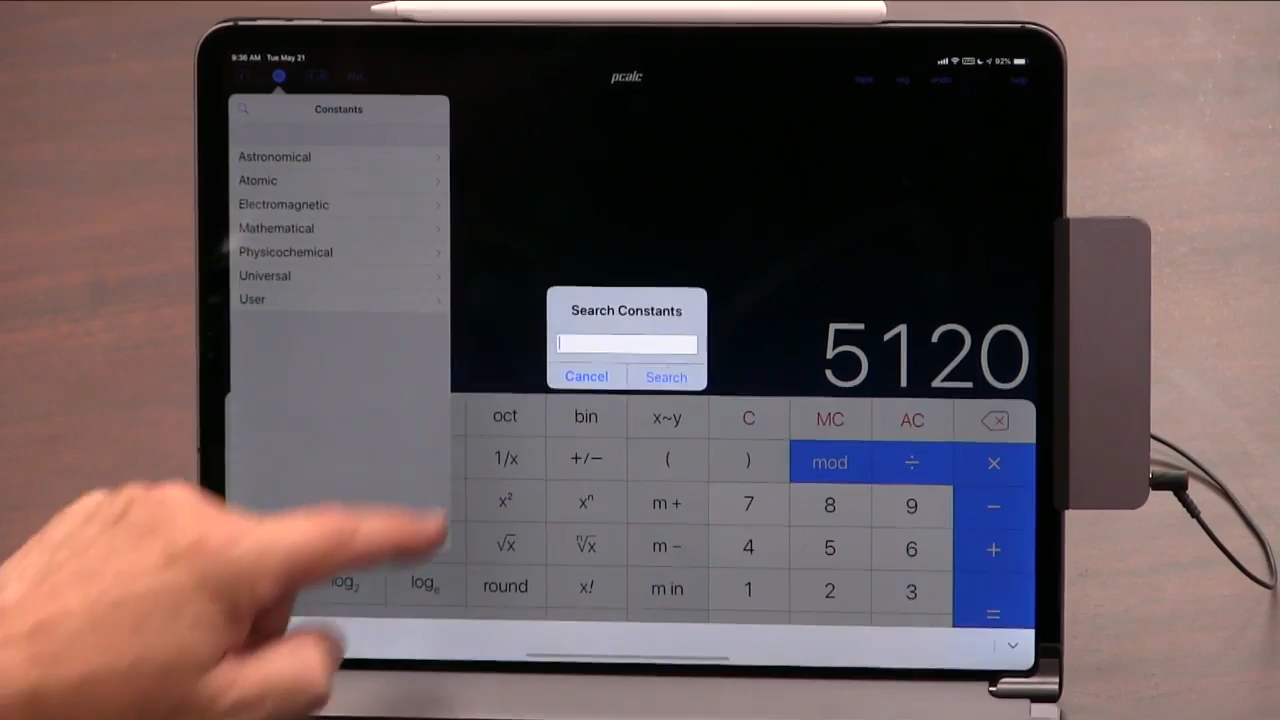 9:36 AM Tue May 21
92%
pcalc
Constants
Astronomical
Atomic
Electromagnetic
Mathematical
Physicochemical
Universal
User
Search Constants
Cancel
Search
5120
oct bin x~y C MC AC
1/x +/− ( ) mod ÷ ×
x² xⁿ m + 7 8 9 −
√x ⁿ√x m − 4 5 6 +
log₂ logₑ round x! m in 1 2 3 =